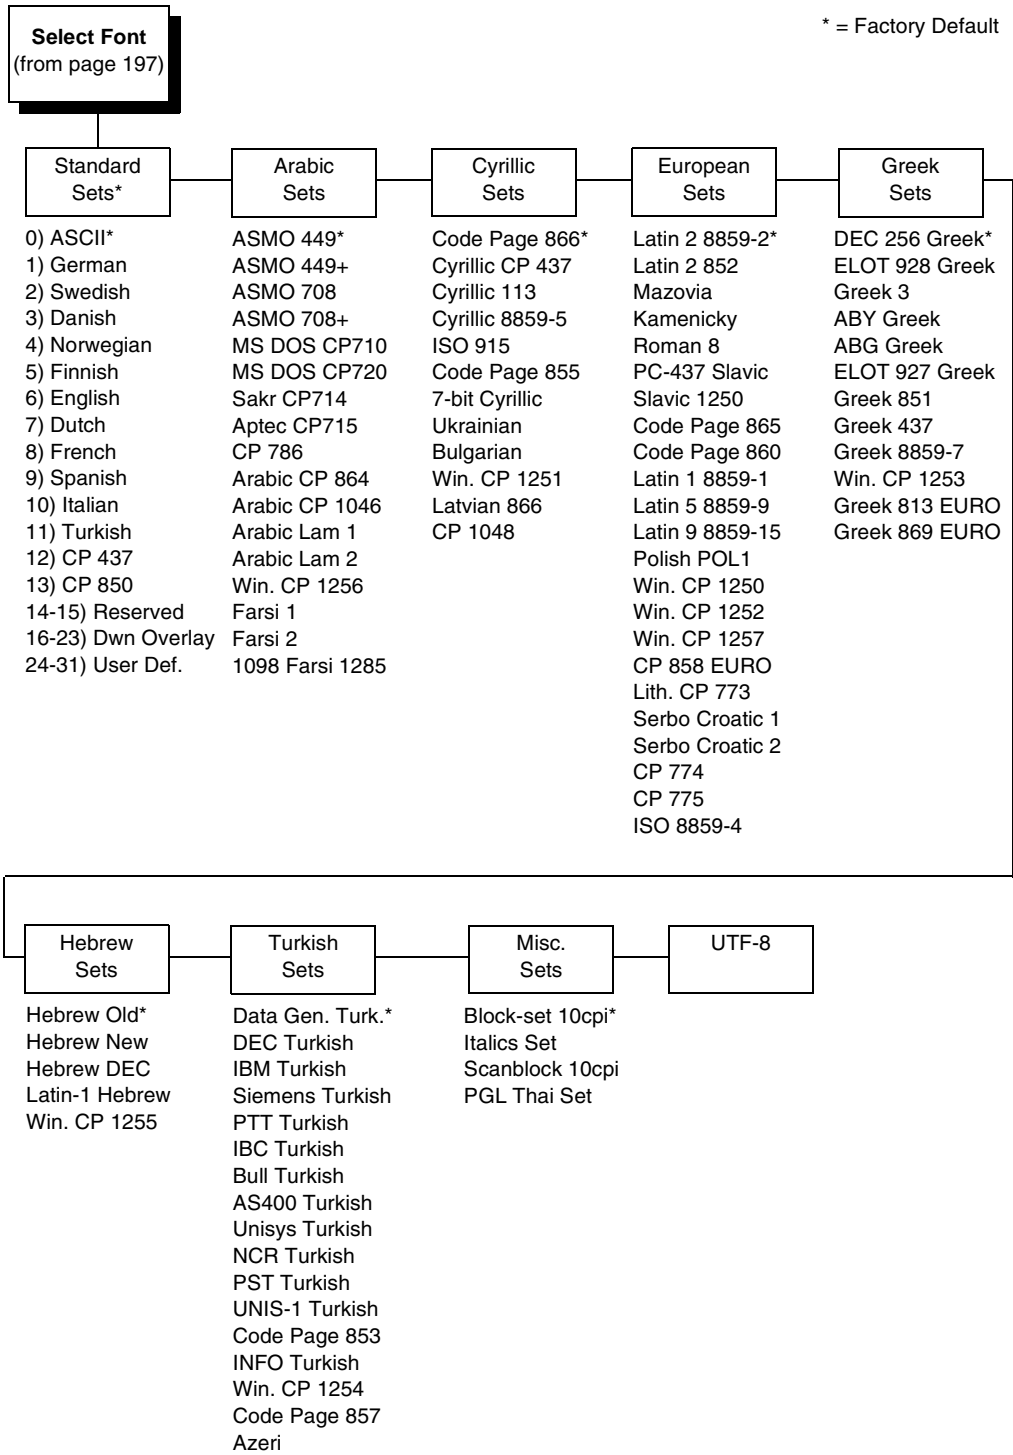 Select Font
(from page 197)
* = Factory Default
Standard
Sets*
0) ASCII*
1) German
2) Swedish
3) Danish
4) Norwegian
5) Finnish
6) English
7) Dutch
8) French
9) Spanish
10) Italian
11) Turkish
12) CP 437
13) CP 850
14-15) Reserved
16-23) Dwn Overlay
24-31) User Def.
Arabic
Sets
ASMO 449*
ASMO 449+
ASMO 708
ASMO 708+
MS DOS CP710
MS DOS CP720
Sakr CP714
Aptec CP715
CP 786
Arabic CP 864
Arabic CP 1046
Arabic Lam 1
Arabic Lam 2
Win. CP 1256
Farsi 1
Farsi 2
1098 Farsi 1285
Cyrillic
Sets
Code Page 866*
Cyrillic CP 437
Cyrillic 113
Cyrillic 8859-5
ISO 915
Code Page 855
7-bit Cyrillic
Ukrainian
Bulgarian
Win. CP 1251
Latvian 866
CP 1048
European
Sets
Latin 2 8859-2*
Latin 2 852
Mazovia
Kamenicky
Roman 8
PC-437 Slavic
Slavic 1250
Code Page 865
Code Page 860
Latin 1 8859-1
Latin 5 8859-9
Latin 9 8859-15
Polish POL1
Win. CP 1250
Win. CP 1252
Win. CP 1257
CP 858 EURO
Lith. CP 773
Serbo Croatic 1
Serbo Croatic 2
CP 774
CP 775
ISO 8859-4
Greek
Sets
DEC 256 Greek*
ELOT 928 Greek
Greek 3
ABY Greek
ABG Greek
ELOT 927 Greek
Greek 851
Greek 437
Greek 8859-7
Win. CP 1253
Greek 813 EURO
Greek 869 EURO
Hebrew
Sets
Hebrew Old*
Hebrew New
Hebrew DEC
Latin-1 Hebrew
Win. CP 1255
Turkish
Sets
Data Gen. Turk.*
DEC Turkish
IBM Turkish
Siemens Turkish
PTT Turkish
IBC Turkish
Bull Turkish
AS400 Turkish
Unisys Turkish
NCR Turkish
PST Turkish
UNIS-1 Turkish
Code Page 853
INFO Turkish
Win. CP 1254
Code Page 857
Azeri
Misc.
Sets
Block-set 10cpi*
Italics Set
Scanblock 10cpi
PGL Thai Set
UTF-8